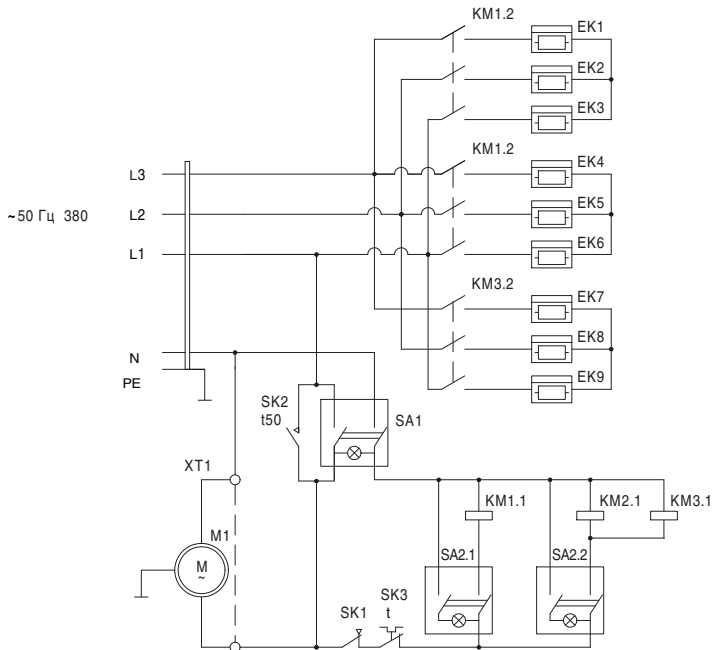 KM1.2
EK1
EK2
EK3
KM1.2
L3
EK4
~50 Гц 380
L2
EK5
L1
EK6
KM3.2
EK7
N
EK8
PE
EK9
SK2
t50
SA1
XT1
KM1.1
KM2.1
KM3.1
M1
M
~
SA2.1
SA2.2
SK1
SK3
t